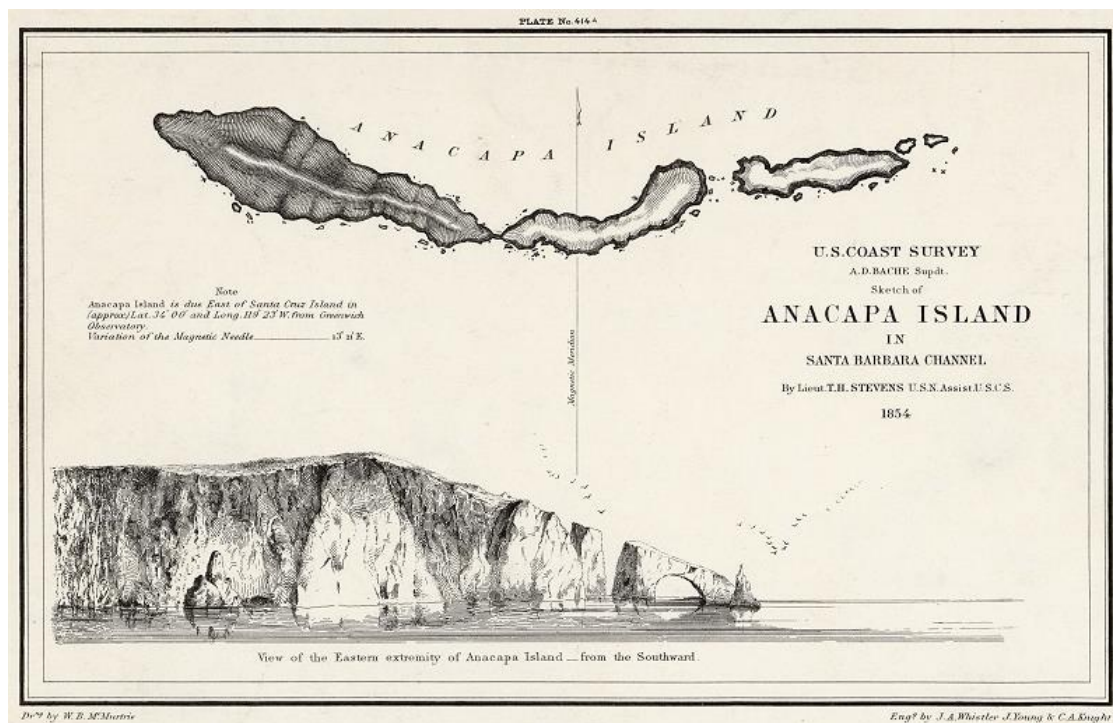 PLATE No. 414 A
ANACAPA ISLAND
U.S. COAST SURVEY
A.D. BACHE Supdt.
Sketch of
ANACAPA ISLAND
IN
SANTA BARBARA CHANNEL
By Lieut. T.H. STEVENS U.S.N. Assist. U.S.C.S.
1854
Note
Anacapa Island is due East of Santa Cruz Island in
(approx) Lat. 34° 00' and Long. 119° 23' W. from Greenwich
Observatory.
Variation of the Magnetic Needle 13° 21' E.
Magnetic Meridian
View of the Eastern extremity of Anacapa Island — from the Southward.
Drn. by W. B. McMurtrie
Engd. by J. A. Whistler J. Young & C. A. Knight